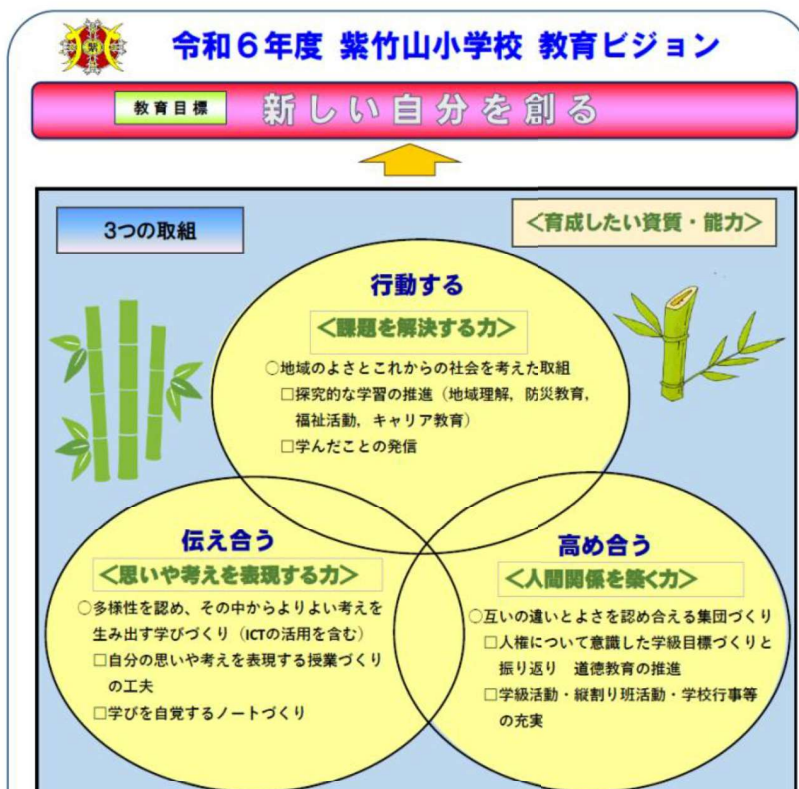 令和６年度 紫竹山小学校 教育ビジョン
教育目標 新しい自分を創る
3つの取組
＜育成したい資質・能力＞
行動する
＜課題を解決する力＞
○地域のよさとこれからの社会を考えた取組
□探究的な学習の推進（地域理解，防災教育，
福祉活動，キャリア教育）
□学んだことの発信
伝え合う
＜思いや考えを表現する力＞
○多様性を認め、その中からよりよい考えを
生み出す学びづくり（ICTの活用を含む）
□自分の思いや考えを表現する授業づくり
の工夫
□学びを自覚するノートづくり
高め合う
＜人間関係を築く力＞
○互いの違いとよさを認め合える集団づくり
□人権について意識した学級目標づくりと
振り返り　道徳教育の推進
□学級活動・縦割り班活動・学校行事等
の充実